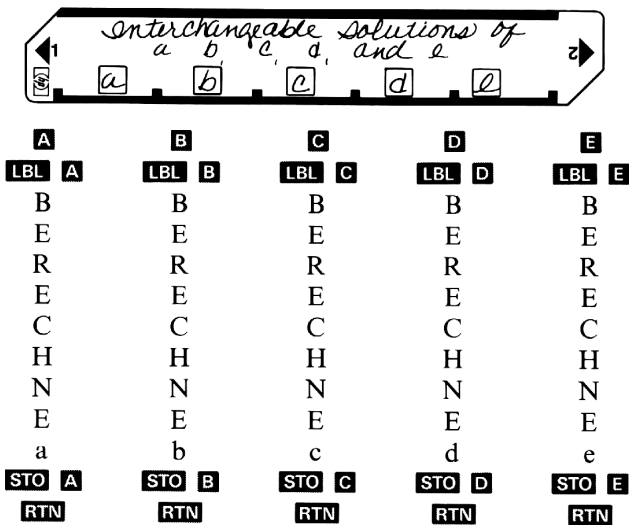 Interchangeable Solutions of
a b, c, d, and e
1 2
a b c d e
A B C D E
LBL A LBL B LBL C LBL D LBL E
B B B B B
E E E E E
R R R R R
E E E E E
C C C C C
H H H H H
N N N N N
E E E E E
a b c d e
STO A STO B STO C STO D STO E
RTN RTN RTN RTN RTN